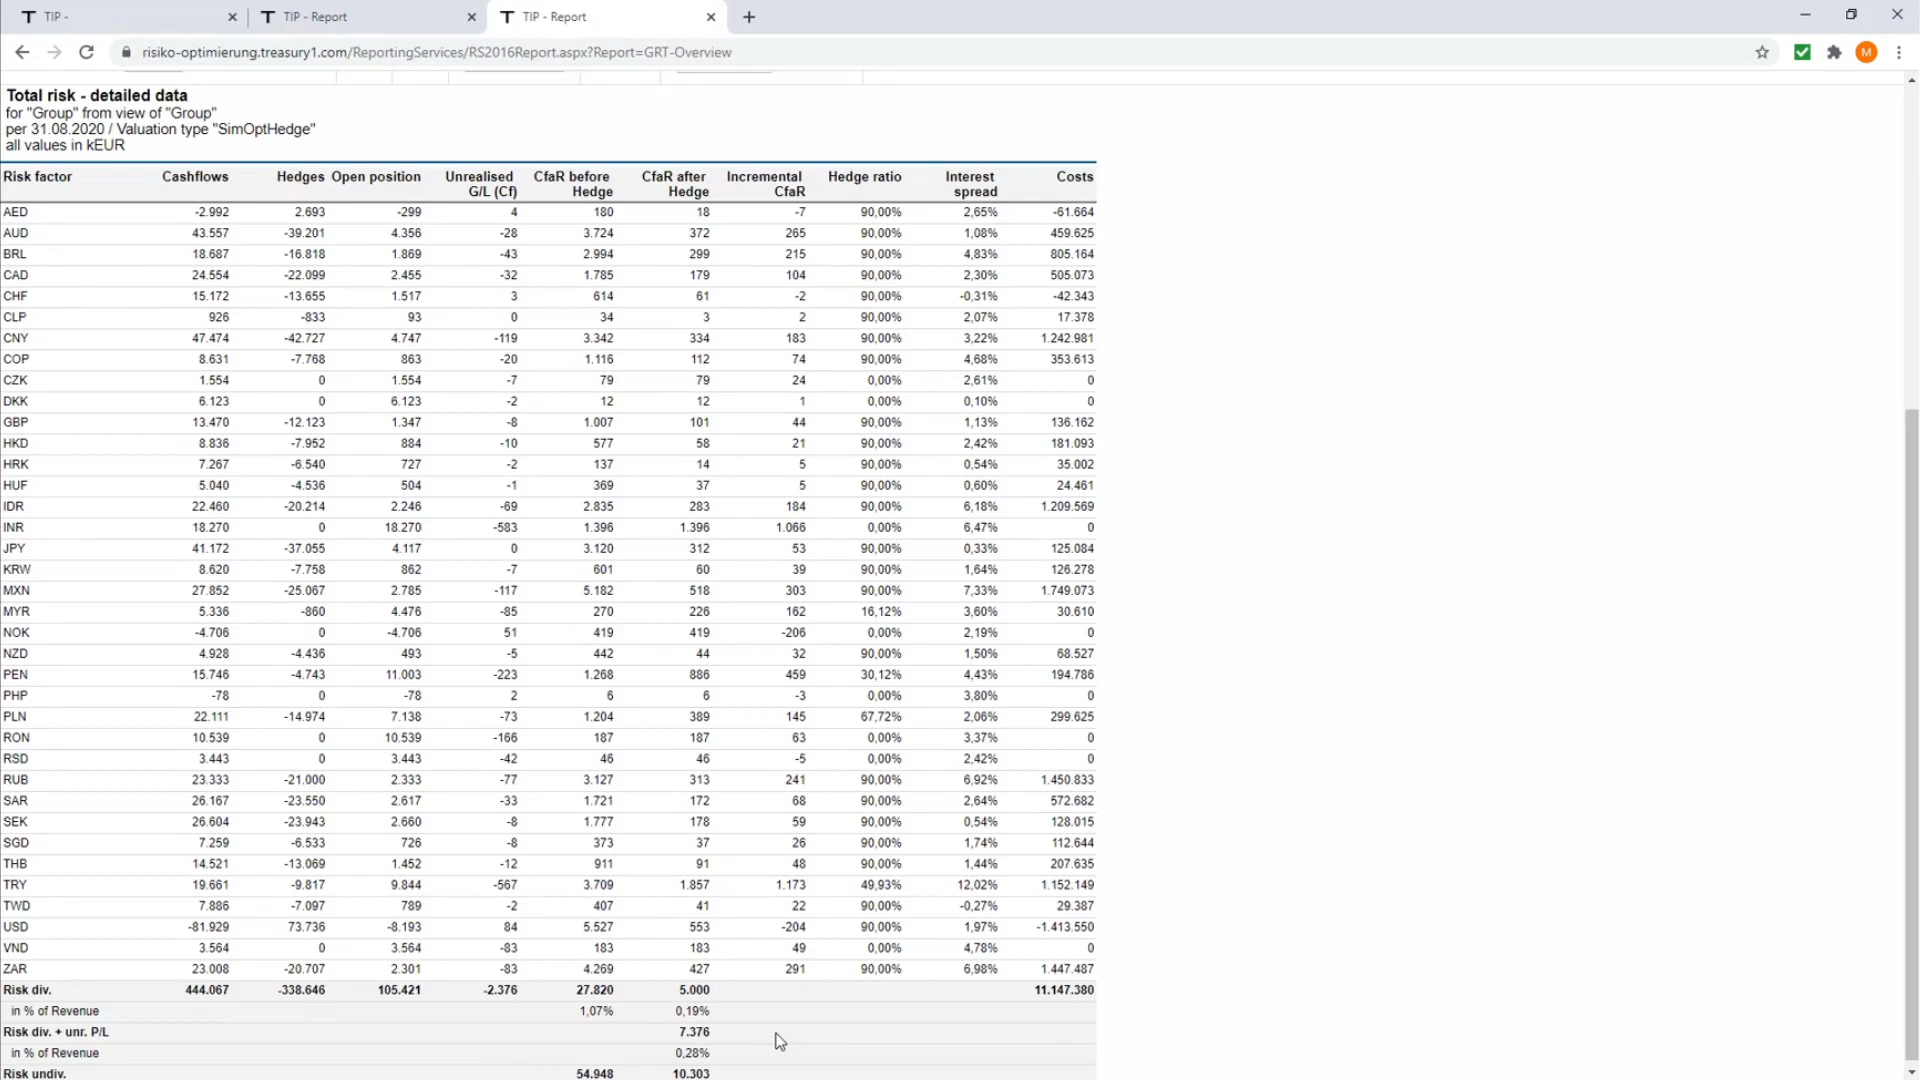 TIP -
TIP - Report
TIP - Report
risiko-optimierung.treasury1.com/ReportingServices/RS2016Report.aspx?Report=GRT-Overview
M
Total risk - detailed data
for "Group" from view of "Group"
per 31.08.2020 / Valuation type "SimOptHedge"
all values in kEUR
Risk factor Cashflows Hedges Open position Unrealised G/L (Cf) CfaR before Hedge CfaR after Hedge Incremental CfaR Hedge ratio Interest spread Costs
AED -2.992 2.693 -299 4 180 18 -7 90,00% 2,65% -61.664
AUD 43.557 -39.201 4.356 -28 3.724 372 265 90,00% 1,08% 459.625
BRL 18.687 -16.818 1.869 -43 2.994 299 215 90,00% 4,83% 805.164
CAD 24.554 -22.099 2.455 -32 1.785 179 104 90,00% 2,30% 505.073
CHF 15.172 -13.655 1.517 3 614 61 -2 90,00% -0,31% -42.343
CLP 926 -833 93 0 34 3 2 90,00% 2,07% 17.378
CNY 47.474 -42.727 4.747 -119 3.342 334 183 90,00% 3,22% 1.242.981
COP 8.631 -7.768 863 -20 1.116 112 74 90,00% 4,68% 353.613
CZK 1.554 0 1.554 -7 79 79 24 0,00% 2,61% 0
DKK 6.123 0 6.123 -2 12 12 1 0,00% 0,10% 0
GBP 13.470 -12.123 1.347 -8 1.007 101 44 90,00% 1,13% 136.162
HKD 8.836 -7.952 884 -10 577 58 21 90,00% 2,42% 181.093
HRK 7.267 -6.540 727 -2 137 14 5 90,00% 0,54% 35.002
HUF 5.040 -4.536 504 -1 369 37 5 90,00% 0,60% 24.461
IDR 22.460 -20.214 2.246 -69 2.835 283 184 90,00% 6,18% 1.209.569
INR 18.270 0 18.270 -583 1.396 1.396 1.066 0,00% 6,47% 0
JPY 41.172 -37.055 4.117 0 3.120 312 53 90,00% 0,33% 125.084
KRW 8.620 -7.758 862 -7 601 60 39 90,00% 1,64% 126.278
MXN 27.852 -25.067 2.785 -117 5.182 518 303 90,00% 7,33% 1.749.073
MYR 5.336 -860 4.476 -85 270 226 162 16,12% 3,60% 30.610
NOK -4.706 0 -4.706 51 419 419 -206 0,00% 2,19% 0
NZD 4.928 -4.436 493 -5 442 44 32 90,00% 1,50% 68.527
PEN 15.746 -4.743 11.003 -223 1.268 886 459 30,12% 4,43% 194.786
PHP -78 0 -78 2 6 6 -3 0,00% 3,80% 0
PLN 22.111 -14.974 7.138 -73 1.204 389 145 67,72% 2,06% 299.625
RON 10.539 0 10.539 -166 187 187 63 0,00% 3,37% 0
RSD 3.443 0 3.443 -42 46 46 -5 0,00% 2,42% 0
RUB 23.333 -21.000 2.333 -77 3.127 313 241 90,00% 6,92% 1.450.833
SAR 26.167 -23.550 2.617 -33 1.721 172 68 90,00% 2,64% 572.682
SEK 26.604 -23.943 2.660 -8 1.777 178 59 90,00% 0,54% 128.015
SGD 7.259 -6.533 726 -8 373 37 26 90,00% 1,74% 112.644
THB 14.521 -13.069 1.452 -12 911 91 48 90,00% 1,44% 207.635
TRY 19.661 -9.817 9.844 -567 3.709 1.857 1.173 49,93% 12,02% 1.152.149
TWD 7.886 -7.097 789 -2 407 41 22 90,00% -0,27% 29.387
USD -81.929 73.736 -8.193 84 5.527 553 -204 90,00% 1,97% -1.413.550
VND 3.564 0 3.564 -83 183 183 49 0,00% 4,78% 0
ZAR 23.008 -20.707 2.301 -83 4.269 427 291 90,00% 6,98% 1.447.487
Risk div. 444.067 -338.646 105.421 -2.376 27.820 5.000 11.147.380
in % of Revenue 1,07% 0,19%
Risk div. + unr. P/L 7.376
in % of Revenue 0,28%
Risk undiv. 54.948 10.303